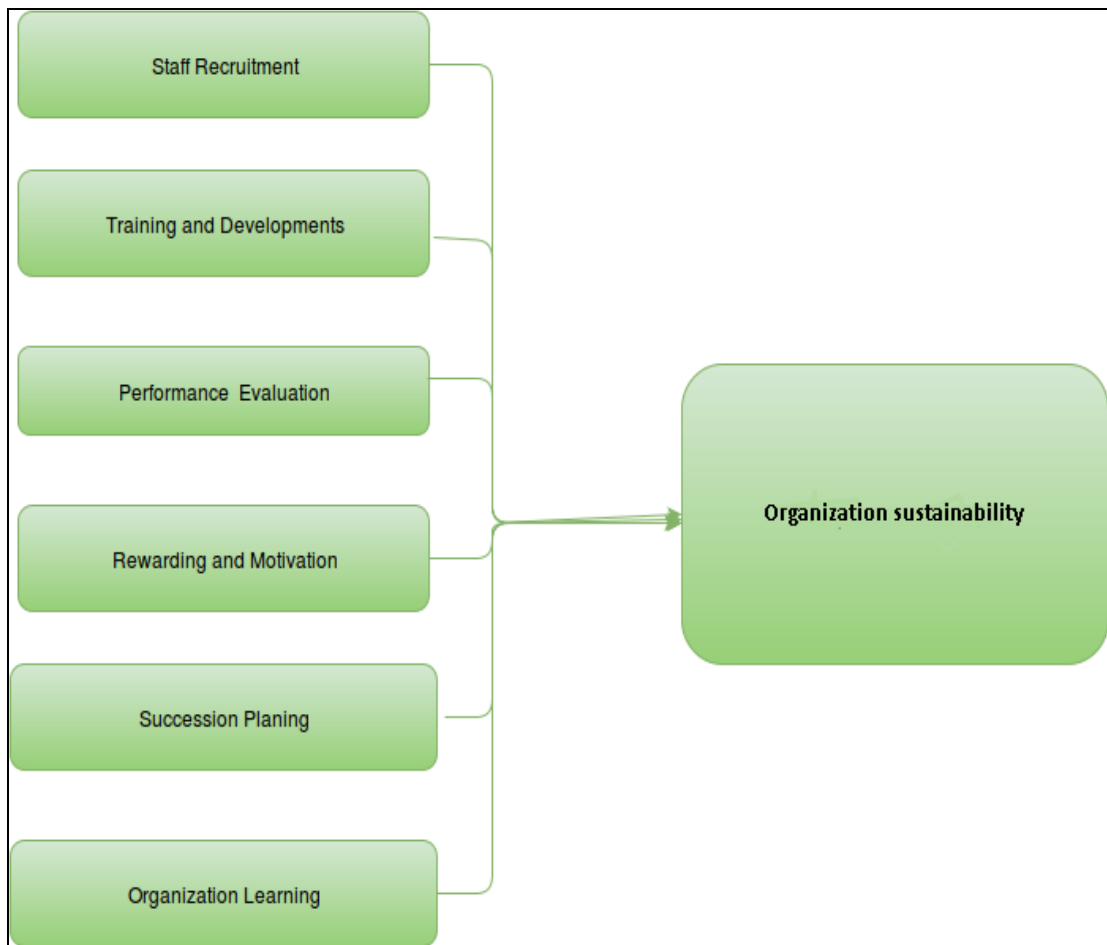 Staff Recruitment
Training and Developments
Performance Evaluation
Rewarding and Motivation
Organization sustainability
Succession Planing
Organization Learning